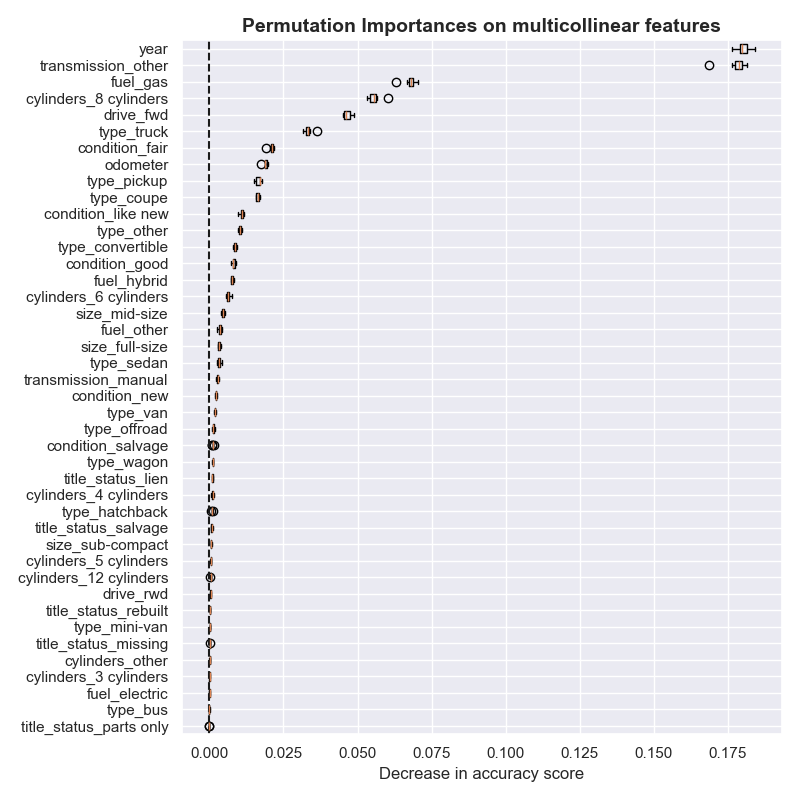 Permutation Importances on multicollinear features
year
transmission_other
fuel_gas
cylinders_8 cylinders
drive_fwd
type_truck
condition_fair
odometer
type_pickup
type_coupe
condition_like new
type_other
type_convertible
condition_good
fuel_hybrid
cylinders_6 cylinders
size_mid-size
fuel_other
size_full-size
type_sedan
transmission_manual
condition_new
type_van
type_offroad
condition_salvage
type_wagon
title_status_lien
cylinders_4 cylinders
type_hatchback
title_status_salvage
size_sub-compact
cylinders_5 cylinders
cylinders_12 cylinders
drive_rwd
title_status_rebuilt
type_mini-van
title_status_missing
cylinders_other
cylinders_3 cylinders
fuel_electric
type_bus
title_status_parts only
0.000 0.025 0.050 0.075 0.100 0.125 0.150 0.175
Decrease in accuracy score